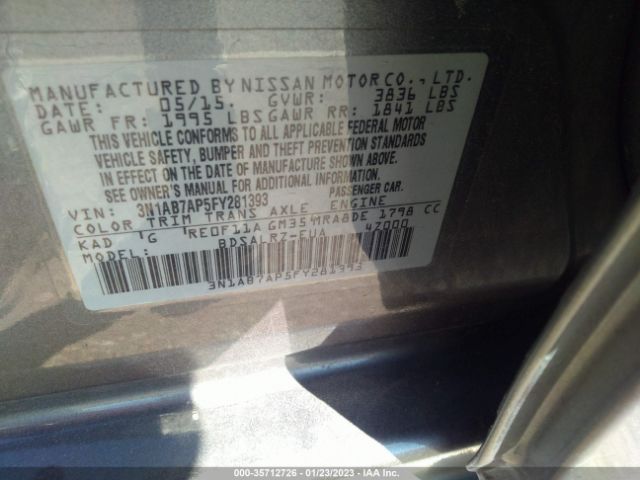 MANUFACTURED BY NISSAN MOTOR CO., LTD.
DATE: 05/15. GVWR: 3836 LBS
GAWR FR: 1995 LBS GAWR RR: 1841 LBS
THIS VEHICLE CONFORMS TO ALL APPLICABLE FEDERAL MOTOR
VEHICLE SAFETY, BUMPER AND THEFT PREVENTION STANDARDS
IN EFFECT ON THE DATE OF MANUFACTURE SHOWN ABOVE.
SEE OWNER'S MANUAL FOR ADDITIONAL INFORMATION.
VIN: 3N1AB7AP5FY281393 PASSENGER CAR.
COLOR TRIM TRANS AXLE ENGINE
KAD G RE0F11A GM35 MRA8DE 1798 CC
MODEL: BDSALRZ-EUA 4Z000
3N1AB7AP5FY281393
000-35712726 - 01/23/2023 - IAA Inc.